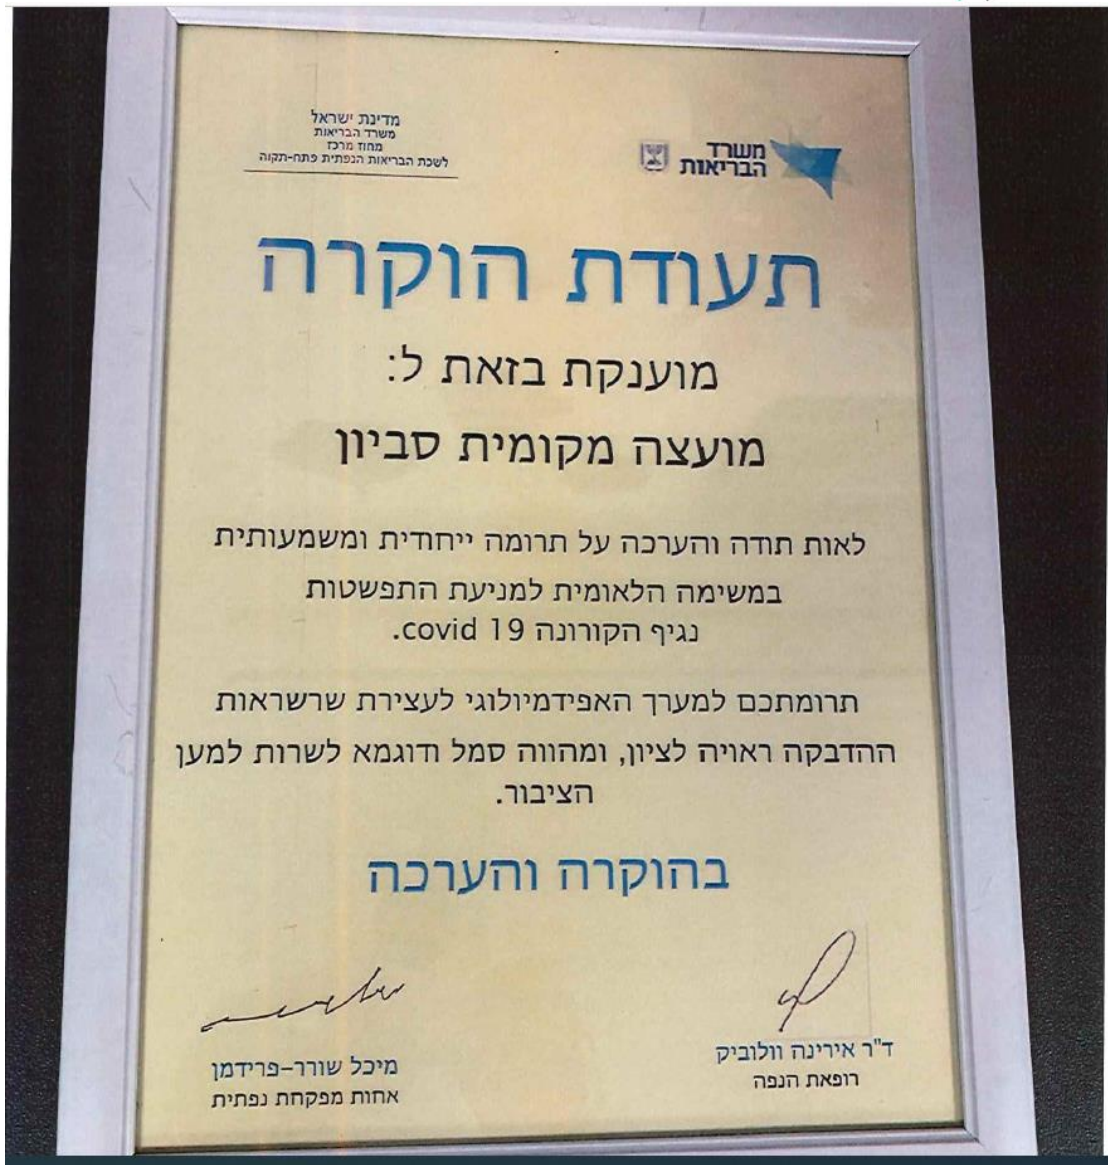 משרד
הבריאות
מדינת ישראל
משרד הבריאות
מחוז מרכז
לשכת הבריאות הנפתית פתח-תקוה
תעודת הוקרה
מוענקת בזאת ל:
מועצה מקומית סביון
לאות תודה והערכה על תרומה ייחודית ומשמעותית
במשימה הלאומית למניעת התפשטות
נגיף הקורונה covid 19.
תרומתכם למערך האפידמיולוגי לעצירת שרשראות
ההדבקה ראויה לציון, ומהווה סמל ודוגמא לשרות למען
הציבור.
בהוקרה והערכה
ד"ר אירינה וולוביק
רופאת הנפה
מיכל שורר-פרידמן
אחות מפקחת נפתית